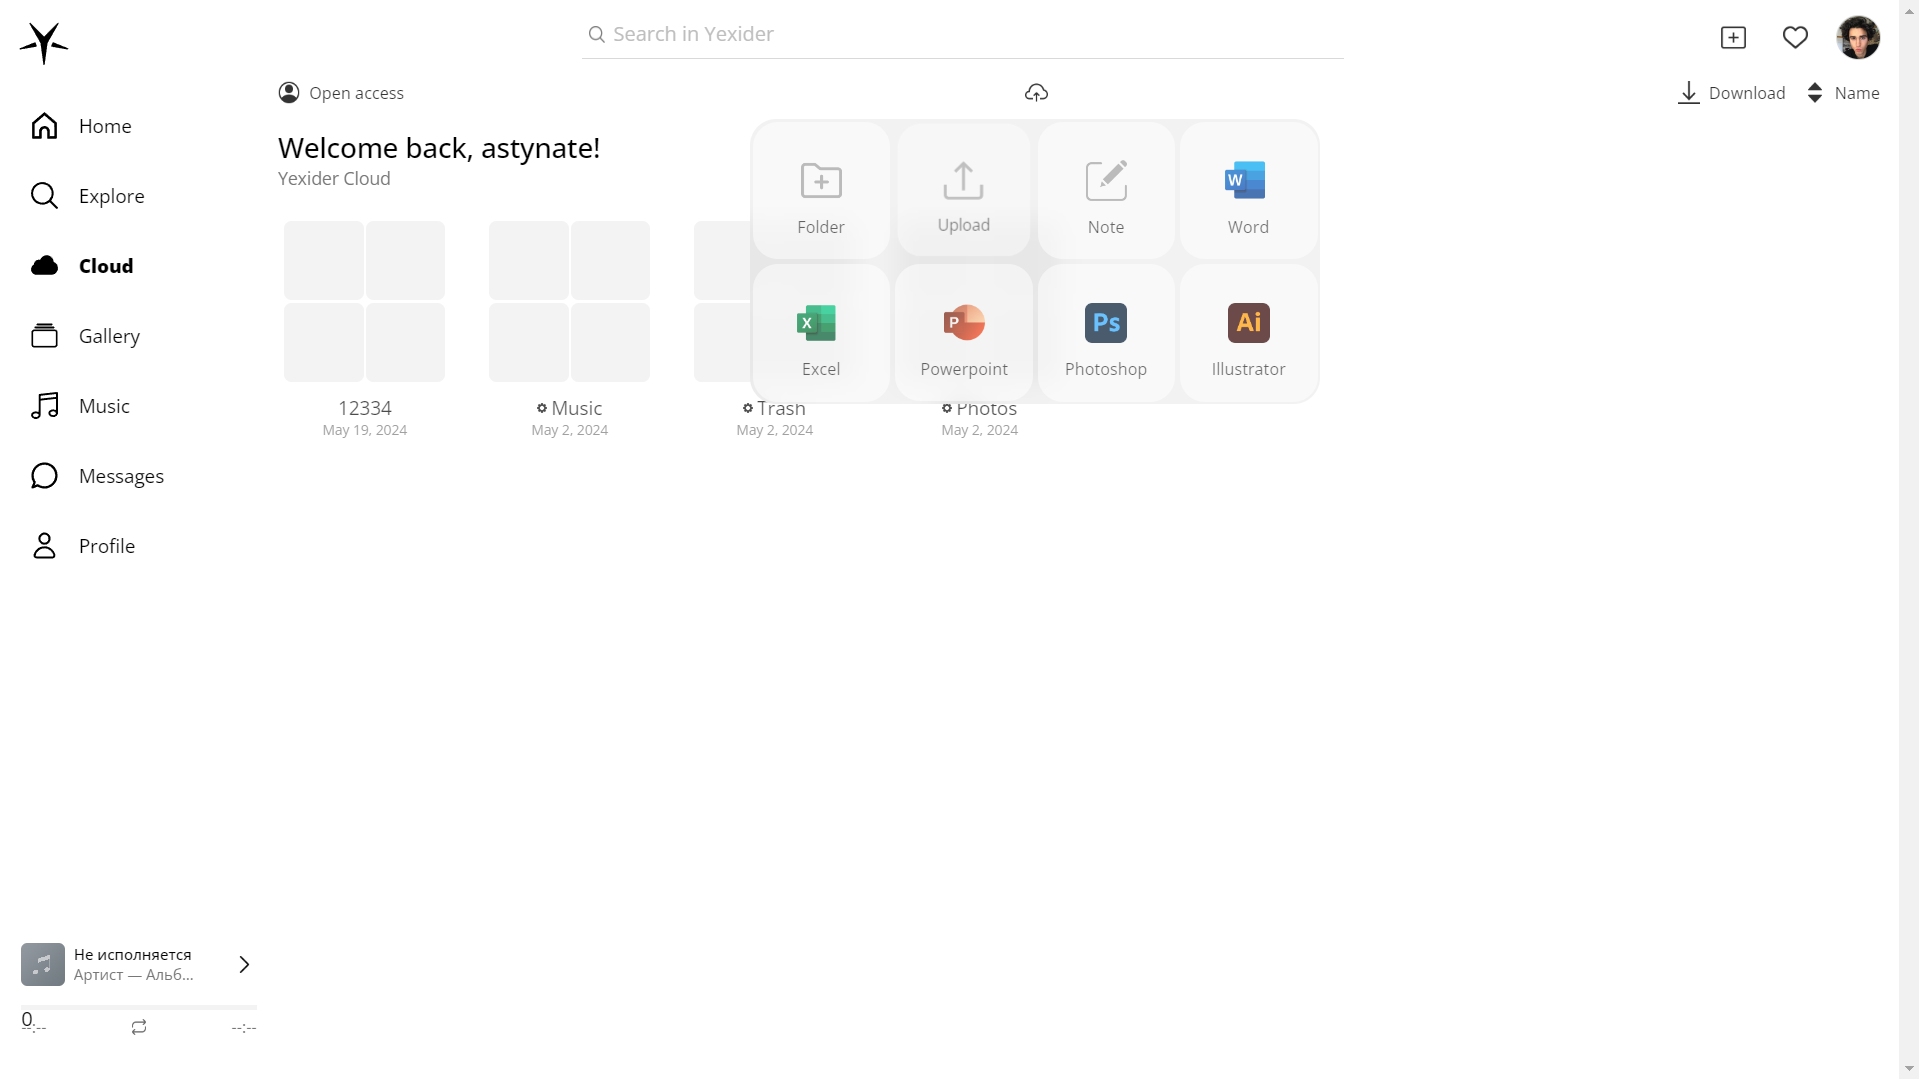 Search in Yexider
Open access
Download
Name
Home
Explore
Cloud
Gallery
Music
Messages
Profile
Welcome back, astynate!
Yexider Cloud
Folder
Upload
Note
Word
W
Excel
X
Powerpoint
P
Photoshop
Ps
Illustrator
Ai
12334
May 19, 2024
Music
May 2, 2024
Trash
May 2, 2024
Photos
May 2, 2024
Не исполняется
Артист — Альб...
0
--:--
--:--